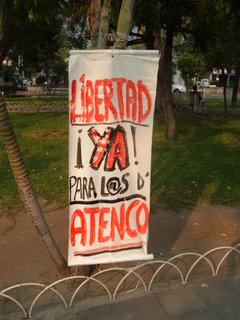 LIBERTAD
¡YA!
PARA L@S D'
ATENCO